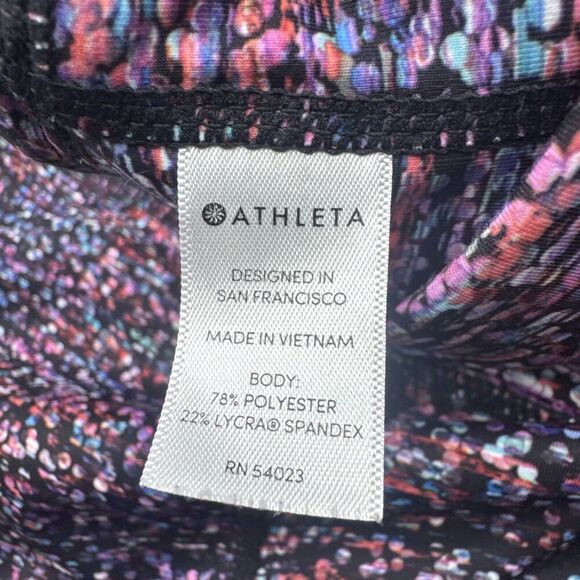 ATHLETA
DESIGNED IN
SAN FRANCISCO
MADE IN VIETNAM
BODY:
78% POLYESTER
22% LYCRA® SPANDEX
RN 54023